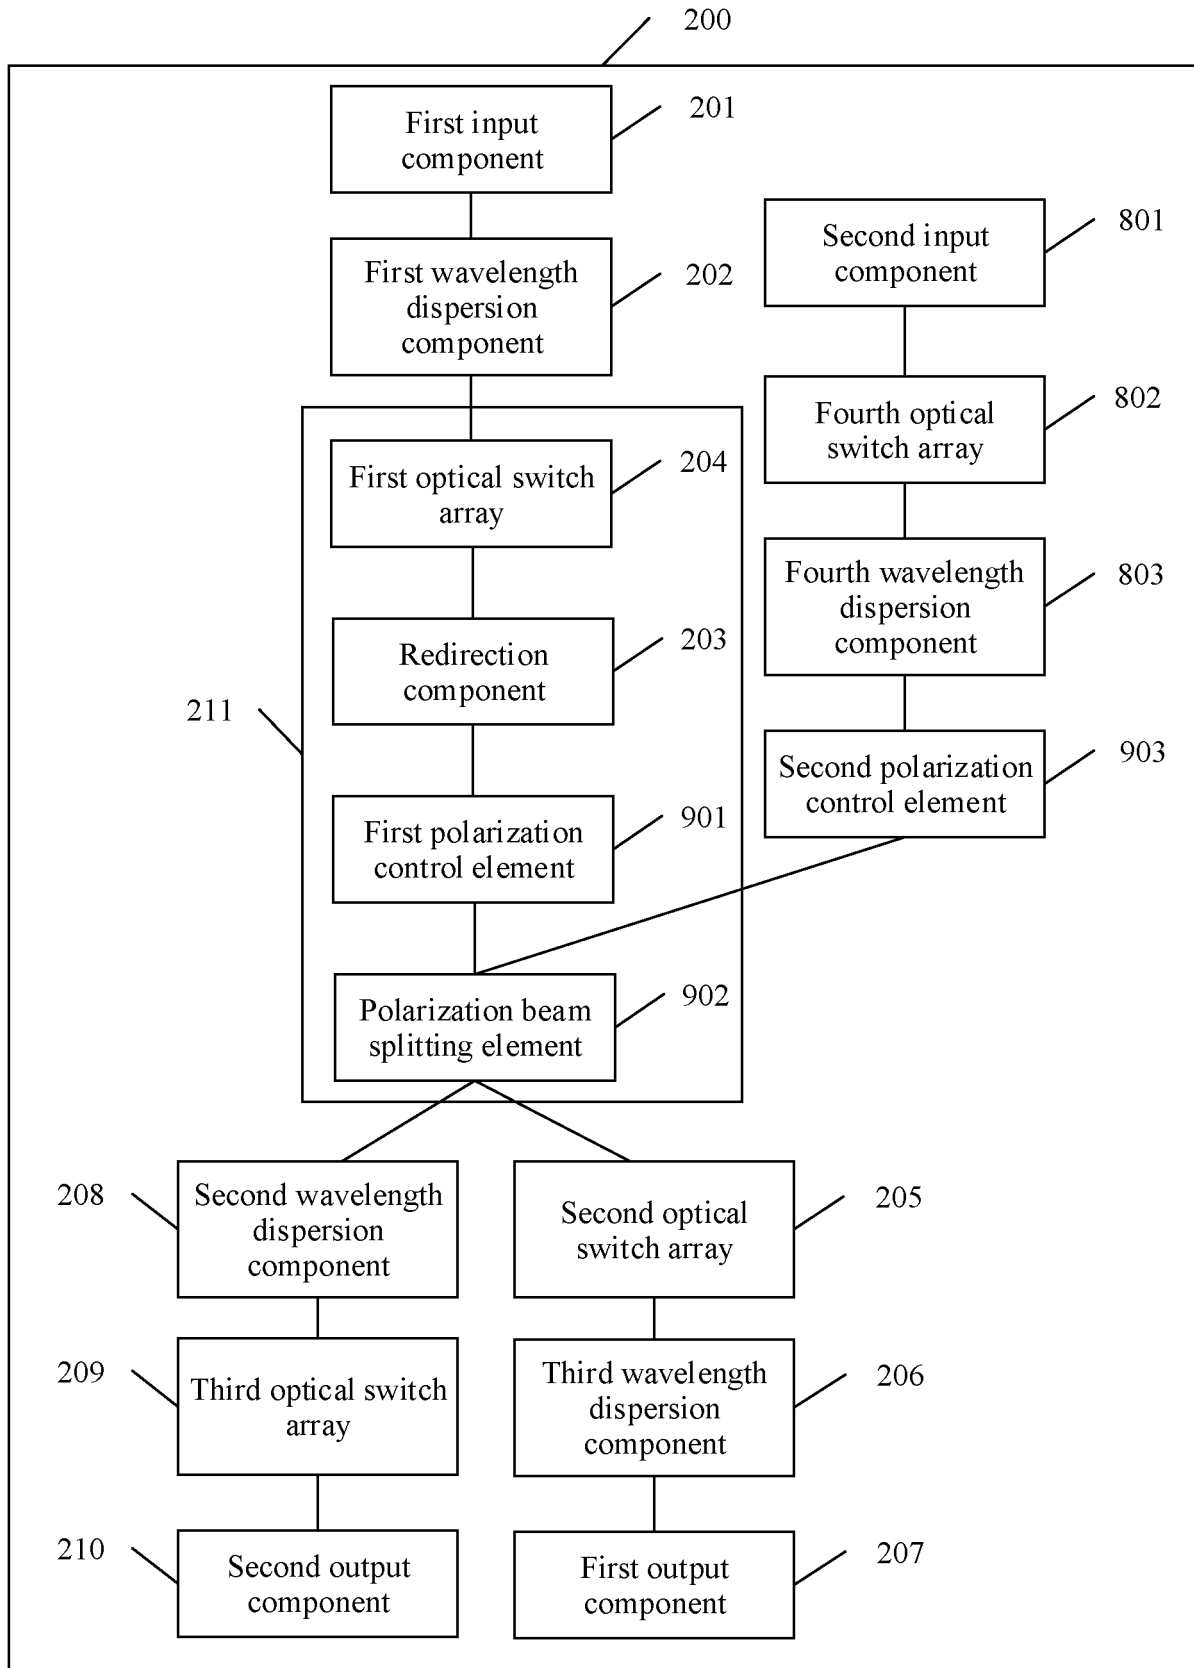 200
First input
component
201
First wavelength
dispersion
component
202
Second input
component
801
Fourth optical
switch array
802
First optical switch
array
204
Fourth wavelength
dispersion
component
803
Redirection
component
203
211
Second polarization
control element
903
First polarization
control element
901
Polarization beam
splitting element
902
208
Second wavelength
dispersion
component
Second optical
switch array
205
209
Third optical switch
array
Third wavelength
dispersion
component
206
210
Second output
component
First output
component
207